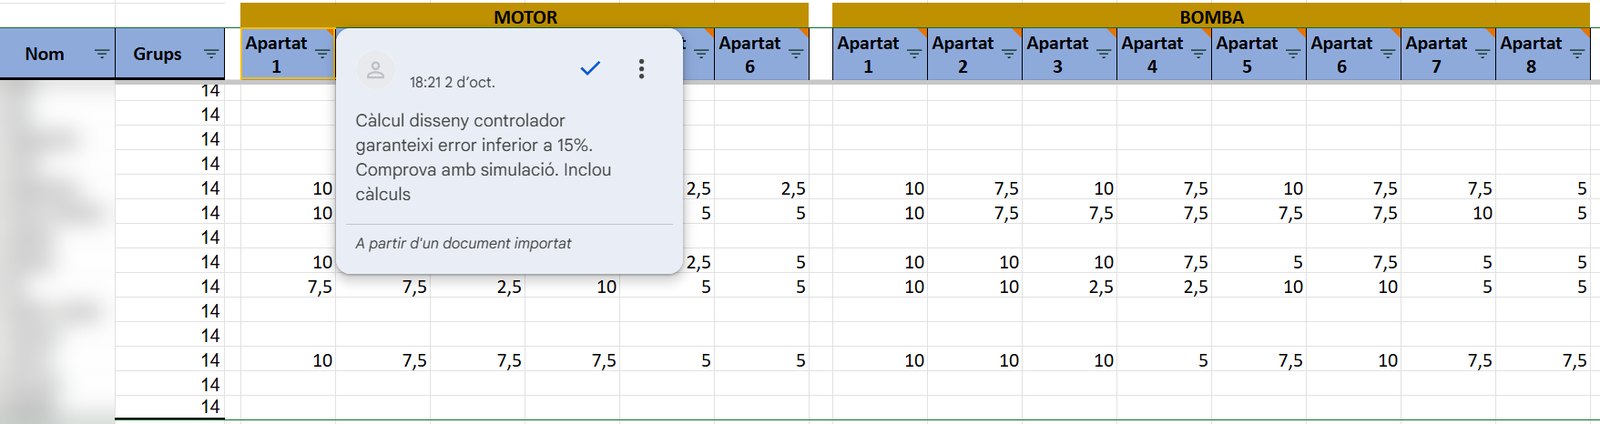 MOTOR BOMBA
Nom Grups Apartat 1 t Apartat 6 Apartat 1 Apartat 2 Apartat 3 Apartat 4 Apartat 5 Apartat 6 Apartat 7 Apartat 8
18:21 2 d’oct.
Càlcul disseny controlador
garanteixi error inferior a 15%.
Comprova amb simulació. Inclou
càlculs
A partir d'un document importat
14
14
14
14
14 10 2,5 2,5 10 7,5 10 7,5 10 7,5 7,5 5
14 10 5 5 10 7,5 7,5 7,5 7,5 7,5 10 5
14
14 10 2,5 5 10 10 10 7,5 5 7,5 5 5
14 7,5 7,5 2,5 10 5 5 10 10 2,5 2,5 10 10 5 5
14
14
14 10 7,5 7,5 7,5 5 5 10 10 10 5 7,5 10 7,5 7,5
14
14